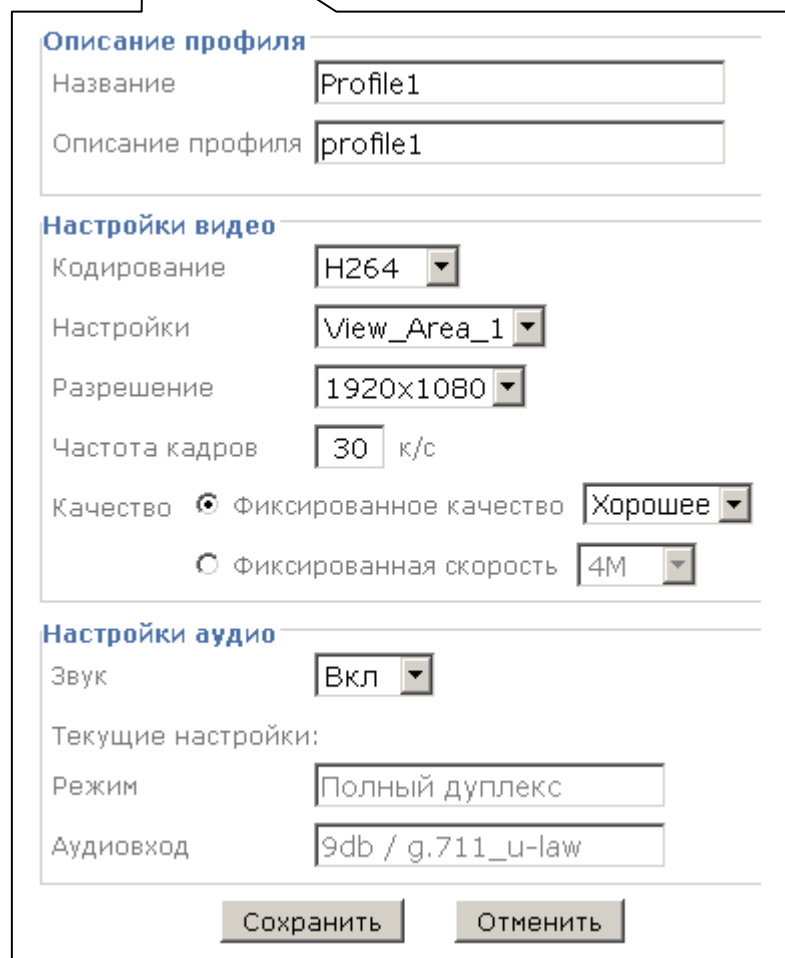 Описание профиля
Название Profile1
Описание профиля profile1
Настройки видео
Кодирование H264
Настройки View_Area_1
Разрешение 1920x1080
Частота кадров 30 к/с
Качество Фиксированное качество Хорошее
Фиксированная скорость 4M
Настройки аудио
Звук Вкл
Текущие настройки:
Режим Полный дуплекс
Аудиовход 9db / g.711_u-law
Сохранить Отменить